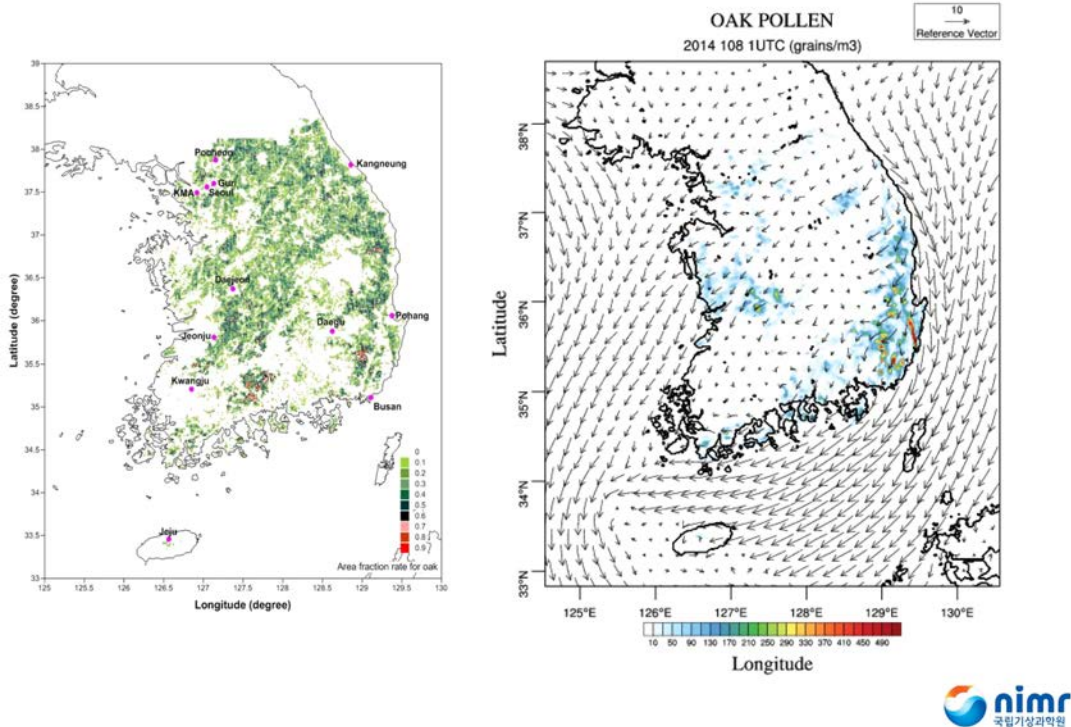 39
38.5
38
37.5
37
36.5
36
35.5
35
34.5
34
33.5
33
125
125.5
126
126.5
127
127.5
128
128.5
129
129.5
130
Latitude (degree)
Longitude (degree)
Pocheon
Kangneung
Guri
KMA
Seoul
Daejeon
Pohang
Daegu
Jeonju
Kwangju
Busan
Jeju
0
0.1
0.2
0.3
0.4
0.5
0.6
0.7
0.8
0.9
Area fraction rate for oak
OAK POLLEN
2014 108 1UTC (grains/m3)
10
Reference Vector
38°N
37°N
36°N
35°N
34°N
33°N
Latitude
125°E
126°E
127°E
128°E
129°E
130°E
10 50 90 130 170 210 250 290 330 370 410 450 490
Longitude
nimr
국립기상과학원